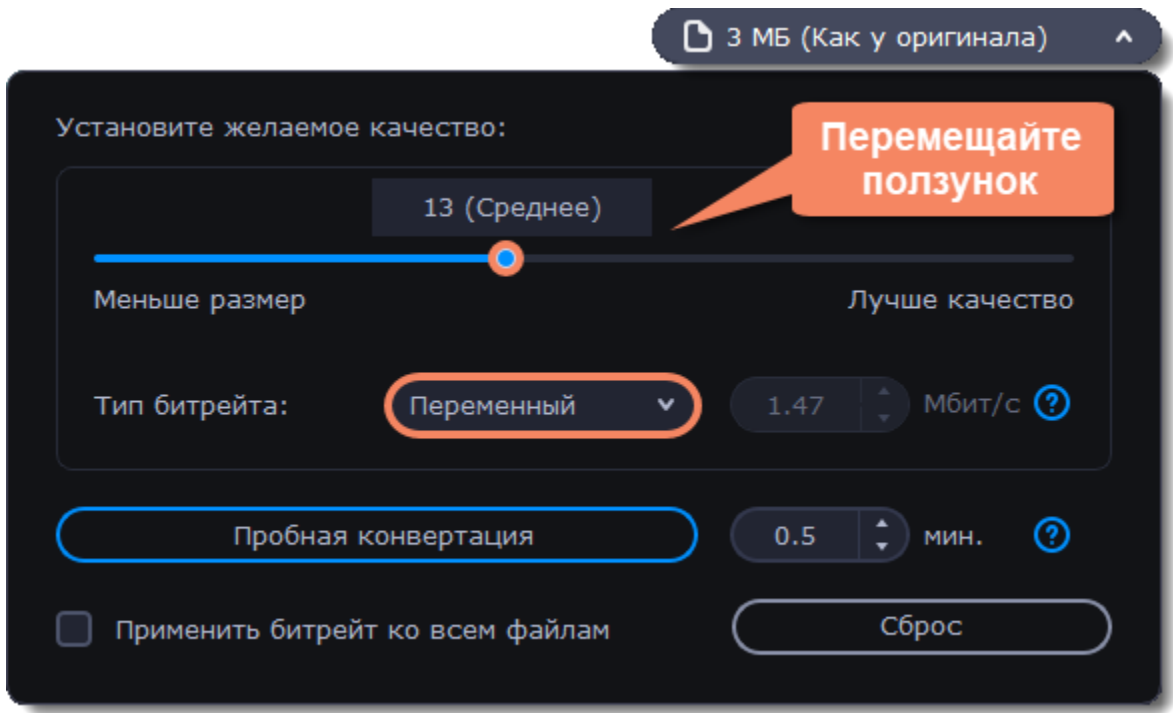 3 МБ (Как у оригинала)
Установите желаемое качество:
Перемещайте
ползунок
13 (Среднее)
Меньше размер
Лучше качество
Тип битрейта:
Переменный
1.47
Мбит/с
?
Пробная конвертация
0.5
мин.
?
Применить битрейт ко всем файлам
Сброс